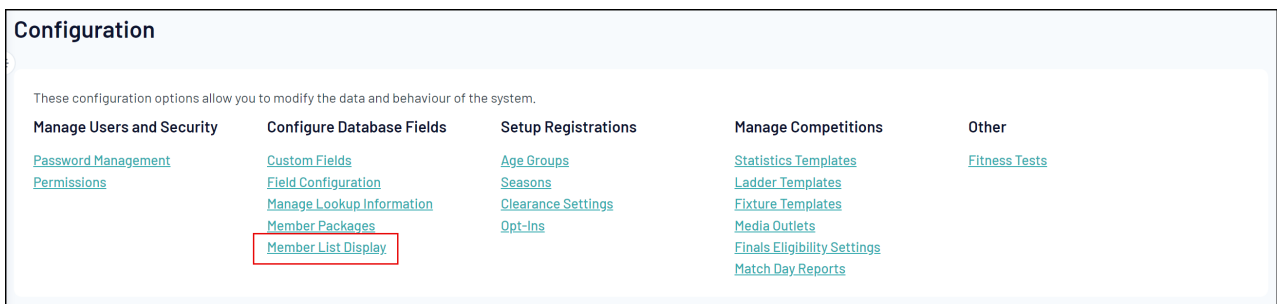 Configuration
These configuration options allow you to modify the data and behaviour of the system.
Manage Users and Security
Password Management
Permissions
Configure Database Fields
Custom Fields
Field Configuration
Manage Lookup Information
Member Packages
Member List Display
Setup Registrations
Age Groups
Seasons
Clearance Settings
Opt-Ins
Manage Competitions
Statistics Templates
Ladder Templates
Fixture Templates
Media Outlets
Finals Eligibility Settings
Match Day Reports
Other
Fitness Tests